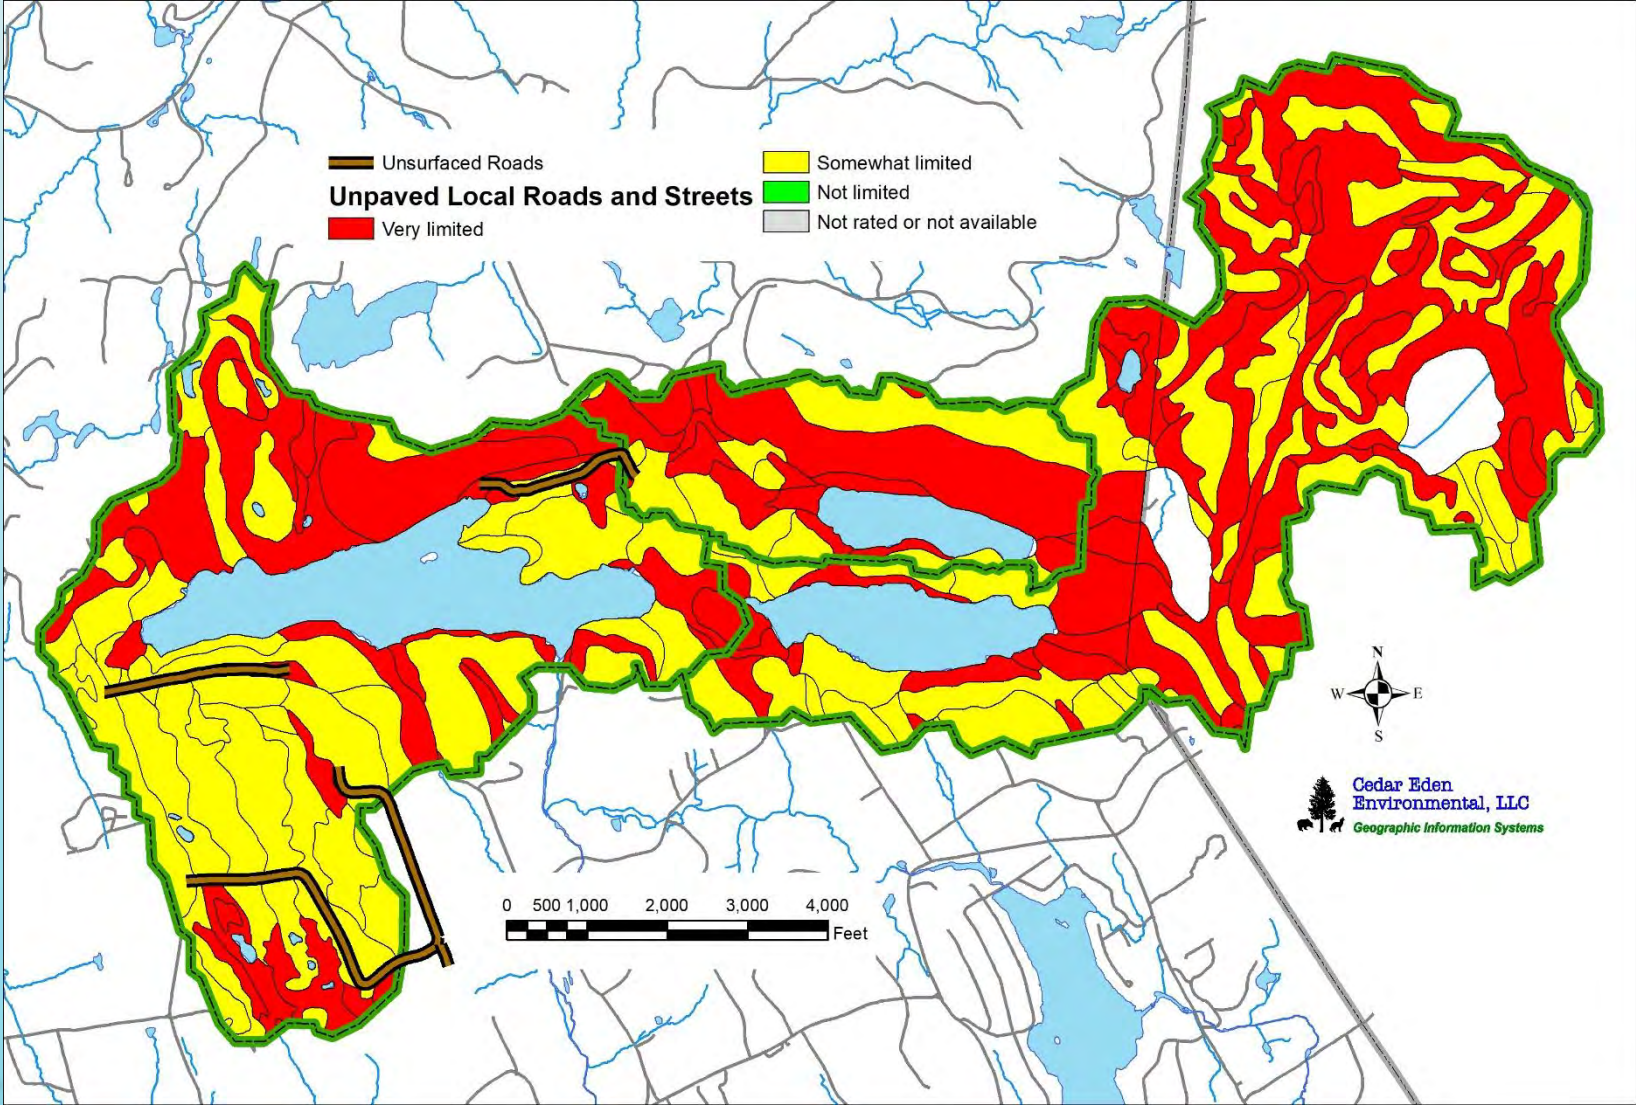 Unsurfaced Roads
Unpaved Local Roads and Streets
Very limited
Somewhat limited
Not limited
Not rated or not available
N
W E
S
Cedar Eden
Environmental, LLC
Geographic Information Systems
0 500 1,000 2,000 3,000 4,000
Feet